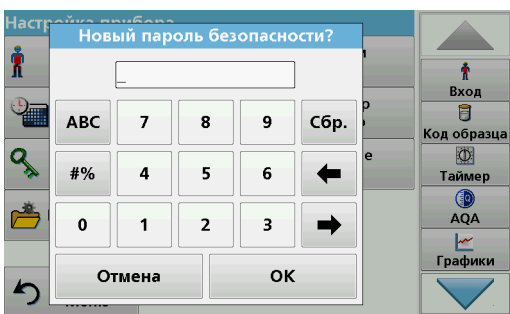 Настройка прибора
Новый пароль безопасности?
_
ABC 7 8 9 Сбр.
#% 4 5 6
0 1 2 3
Отмена OK
Вход
Код образца
Таймер
AQA
Графики